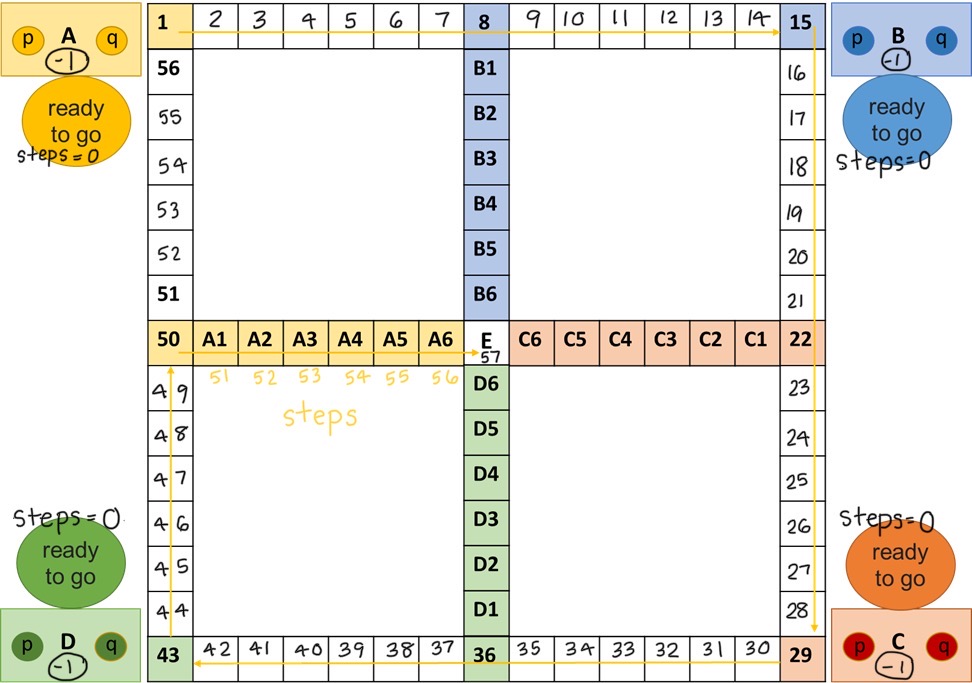 p A q
-1
ready
to go
steps=0
1 2 3 4 5 6 7 8 9 10 11 12 13 14 15
p B q
-1
ready
to go
steps=0
56 B1 16
55 B2 17
54 B3 18
53 B4 19
52 B5 20
51 B6 21
50 A1 A2 A3 A4 A5 A6 E C6 C5 C4 C3 C2 C1 22
57
51 52 53 54 55 56
steps
49 D6 23
48 D5 24
47 D4 25
46 D3 26
45 D2 27
44 D1 28
43 42 41 40 39 38 37 36 35 34 33 32 31 30 29
steps=0
ready
to go
p D q
-1
steps=0
ready
to go
p C q
-1